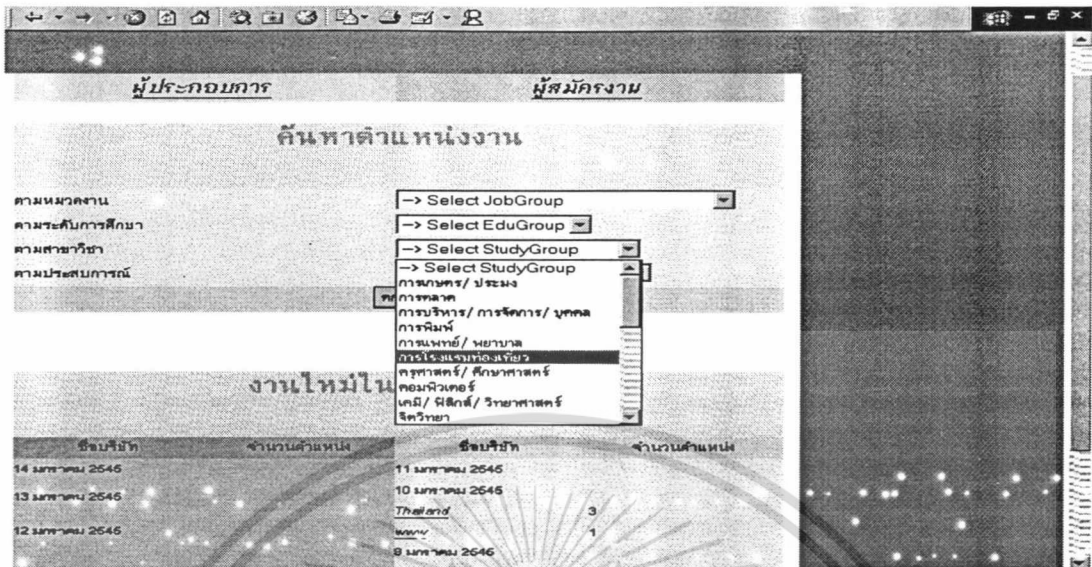 ผู้ประกอบการ ผู้สมัครงาน
ค้นหาตำแหน่งงาน
ตามหมวดงาน --> Select JobGroup
ตามระดับการศึกษา --> Select EduGroup
ตามสาขาวิชา --> Select StudyGroup
ตามประสบการณ์ --> Select StudyGroup
การเกษตร/ ประมง
การตลาด
การบริหาร/ การจัดการ/ บุคคล
การพิมพ์
การแพทย์/ พยาบาล
การโรงแรมท่องเที่ยว
ครุศาสตร์/ ศึกษาศาสตร์
งานใหม่ใน คอมพิวเตอร์
เคมี/ ฟิสิกส์/ วิทยาศาสตร์
จิตวิทยา
ชื่อบริษัท จำนวนตำแหน่ง ชื่อบริษัท จำนวนตำแหน่ง
14 มกราคม 2546 11 มกราคม 2546
13 มกราคม 2546 10 มกราคม 2546
Thailand 3
12 มกราคม 2546 1
9 มกราคม 2546